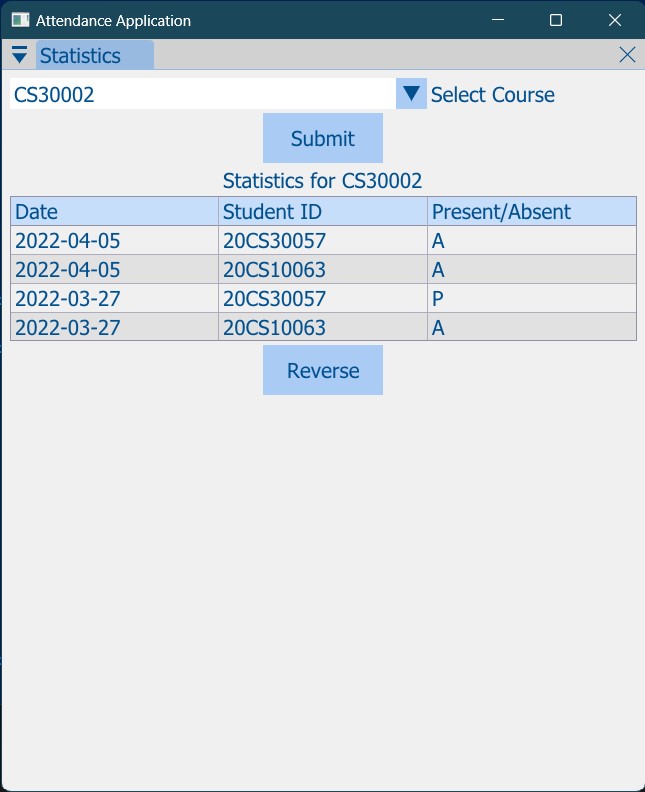 Attendance Application
Statistics
CS30002 Select Course
Submit
Statistics for CS30002
Date Student ID Present/Absent
2022-04-05 20CS30057 A
2022-04-05 20CS10063 A
2022-03-27 20CS30057 P
2022-03-27 20CS10063 A
Reverse